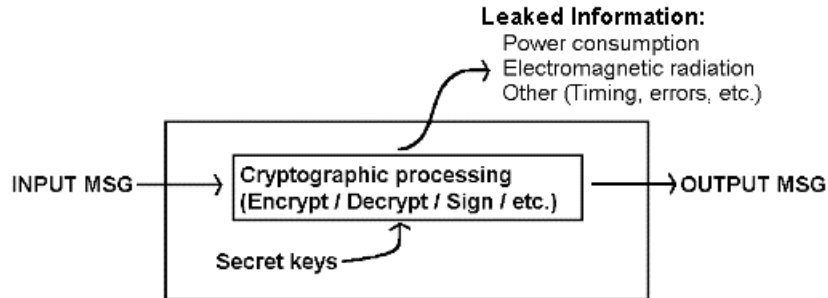 Leaked Information:
Power consumption
Electromagnetic radiation
Other (Timing, errors, etc.)
INPUT MSG
Cryptographic processing
(Encrypt / Decrypt / Sign / etc.)
OUTPUT MSG
Secret keys